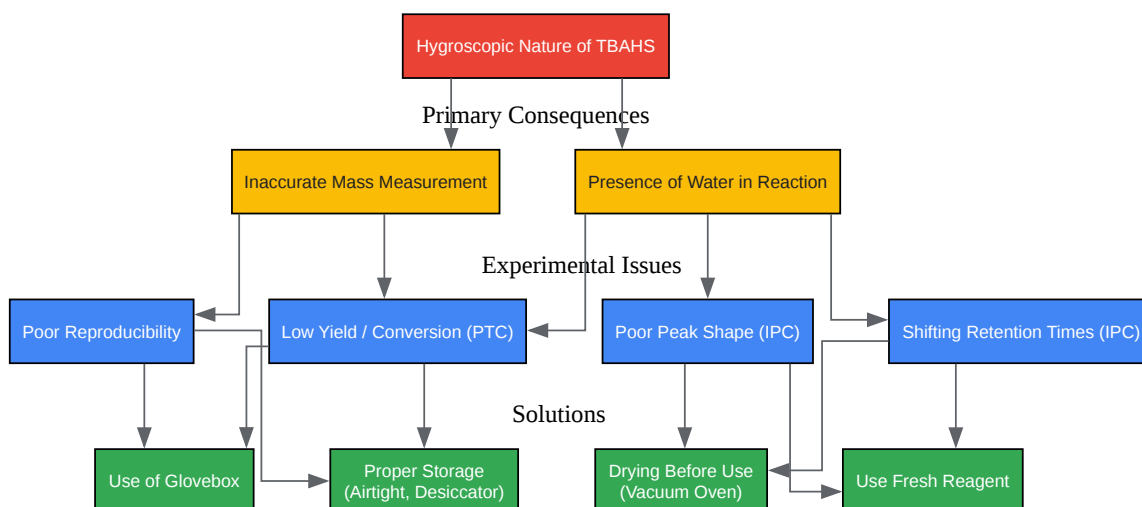 Hygroscopic Nature of TBAHS
Primary Consequences
Inaccurate Mass Measurement
Presence of Water in Reaction
Experimental Issues
Poor Reproducibility
Low Yield / Conversion (PTC)
Poor Peak Shape (IPC)
Shifting Retention Times (IPC)
Solutions
Use of Glovebox
Proper Storage
(Airtight, Desiccator)
Drying Before Use
(Vacuum Oven)
Use Fresh Reagent